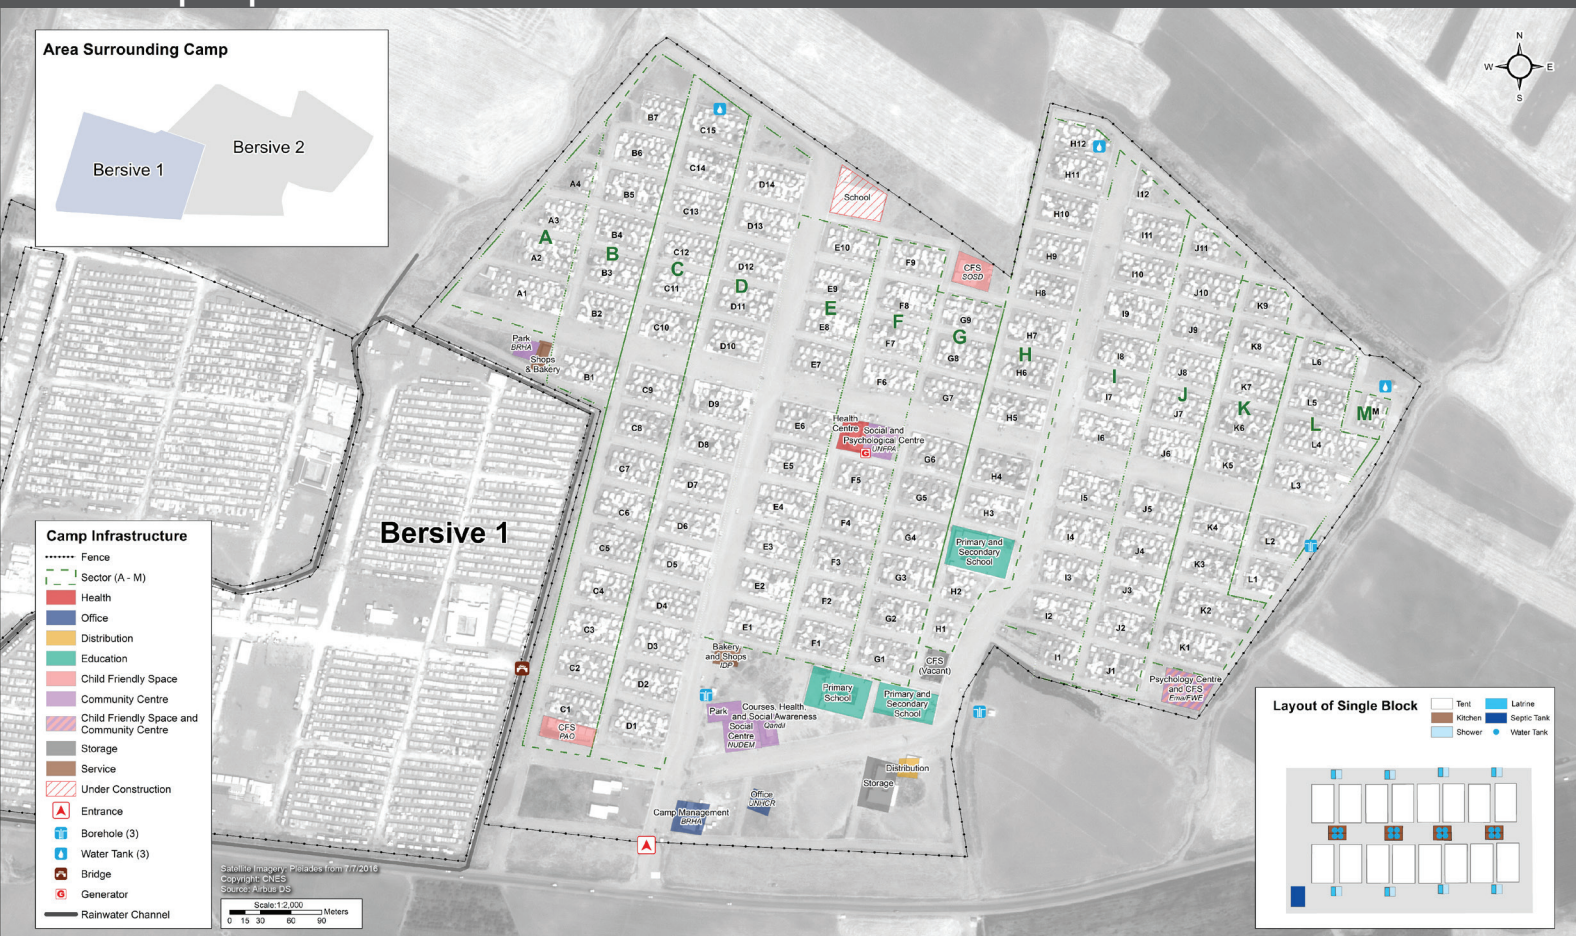 Area Surrounding Camp
Bersive 1
Bersive 2
N
W
E
S
Camp Infrastructure
Fence
Sector (A - M)
Health
Office
Distribution
Education
Child Friendly Space
Community Centre
Child Friendly Space and
Community Centre
Storage
Service
Under Construction
Entrance
Borehole (3)
Water Tank (3)
Bridge
G Generator
Rainwater Channel
Satellite Imagery: Pleiades from 7/7/2016
Copyright: CNES
Source: Airbus DS
Scale:1:2,000
Meters
0 15 30 60 90
Bersive 1
A
A4
A3
A2
A1
Park
BRHA
Shops
& Bakery
B
B7
B6
B5
B4
B3
B2
B1
C
C15
C14
C13
C12
C11
C10
C9
C8
C7
C6
C5
C4
C3
C2
C1
CFS
PAO
D
D14
D13
D12
D11
D10
D9
D8
D7
D6
D5
D4
D3
D2
D1
School
E
E10
E9
E8
E7
E6
E5
E4
E3
E2
E1
Health
Centre
Social and
Psychological Centre
UNFPA
G
F
F9
F8
F7
F6
F5
F4
F3
F2
F1
CFS
SOSD
G
G9
G8
G7
G6
G5
G4
G3
G2
G1
H
H12
H11
H10
H9
H8
H7
H6
H5
H4
H3
Primary and
Secondary
School
H2
H1
CFS
(Vacant)
I
I12
I11
I10
I9
I8
I7
I6
I5
I4
I3
I2
I1
J
J11
J10
J9
J8
J7
J6
J5
J4
J3
J2
J1
K
K9
K8
K7
K6
K5
K4
K3
K2
K1
Psychology Centre
and CFS
L
L6
L5
L4
L3
L2
L1
M
M
Bakery
and Shops
IDP
Primary
School
Primary and
Secondary
School
Park
Courses, Health,
and Social Awareness
Qandil
Social
Centre
NUDEM
Distribution
Storage
Office
UNHCR
Camp Management
BRHA
Layout of Single Block
Tent
Kitchen
Shower
Latrine
Septic Tank
Water Tank